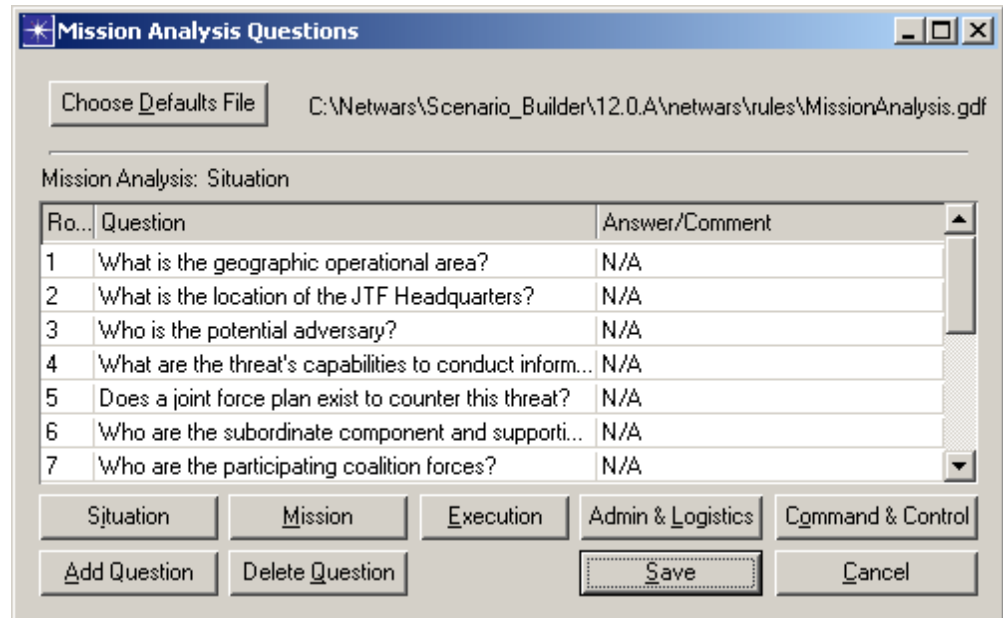 Mission Analysis Questions
Choose Defaults File C:\Netwars\Scenario_Builder\12.0.A\netwars\rules\MissionAnalysis.gdf
Mission Analysis: Situation
Ro... Question Answer/Comment
1 What is the geographic operational area? N/A
2 What is the location of the JTF Headquarters? N/A
3 Who is the potential adversary? N/A
4 What are the threat's capabilities to conduct inform... N/A
5 Does a joint force plan exist to counter this threat? N/A
6 Who are the subordinate component and supporti... N/A
7 Who are the participating coalition forces? N/A
Situation Mission Execution Admin & Logistics Command & Control
Add Question Delete Question Save Cancel